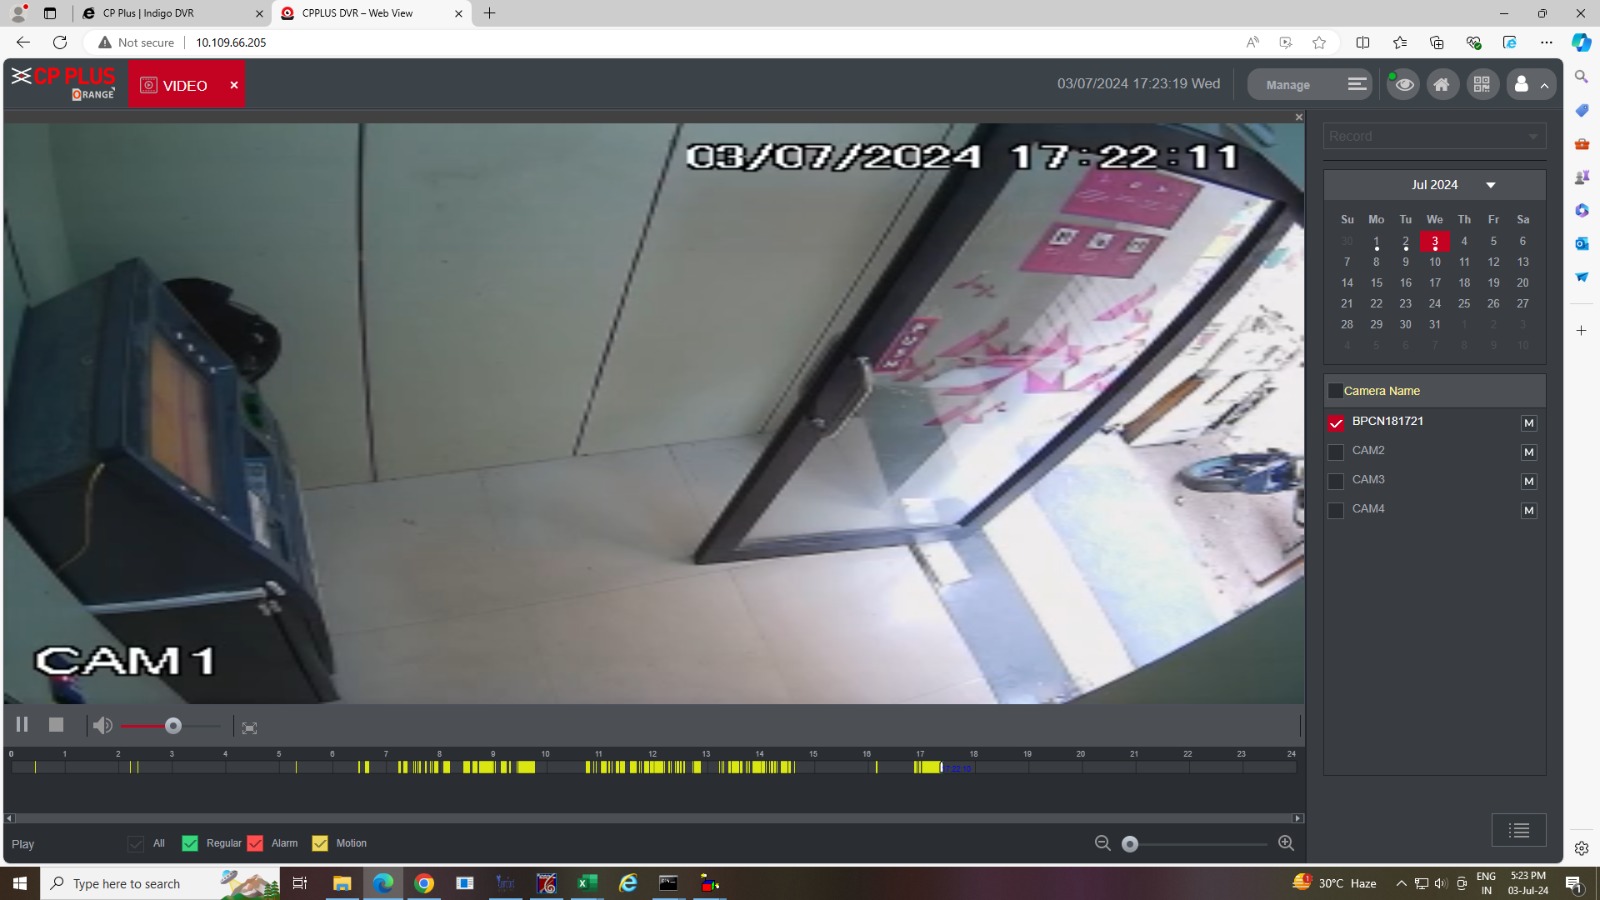 CP Plus | Indigo DVR
CPPLUS DVR – Web View
Not secure
10.109.66.205
CP PLUS
ORANGE
VIDEO
03/07/2024 17:23:19 Wed
Manage
03/07/2024 17:22:11
CAM1
Record
Jul 2024
Su Mo Tu We Th Fr Sa
30 1 2 3 4 5 6
7 8 9 10 11 12 13
14 15 16 17 18 19 20
21 22 23 24 25 26 27
28 29 30 31 1 2 3
4 5 6 7 8 9 10
Camera Name
BPCN181721 M
CAM2 M
CAM3 M
CAM4 M
0 1 2 3 4 5 6 7 8 9 10 11 12 13 14 15 16 17 18 19 20 21 22 23 24
Play
All
Regular
Alarm
Motion
Type here to search
30°C Haze
ENG
IN
5:23 PM
03-Jul-24
1